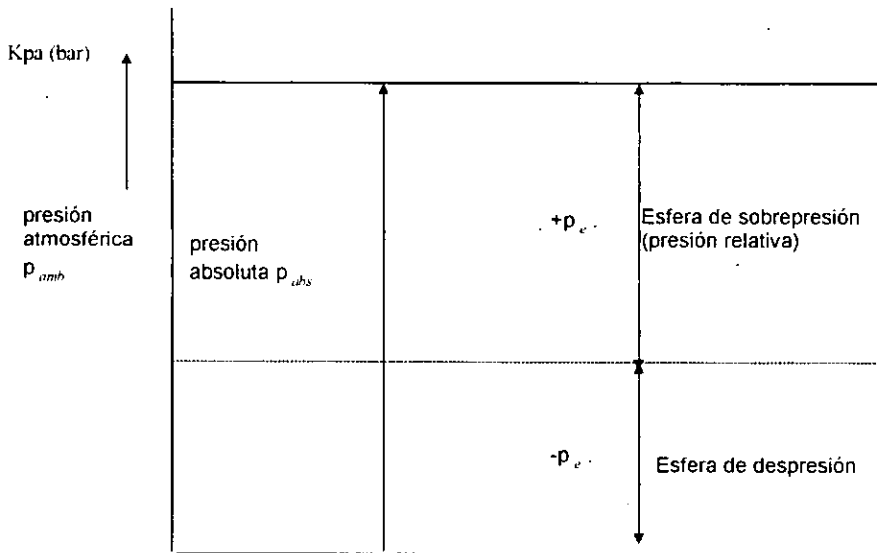 Kpa (bar)
presión
atmosférica
p amb
presión
absoluta p abs
+p e
Esfera de sobrepresión
(presión relativa)
-p e
Esfera de despresión